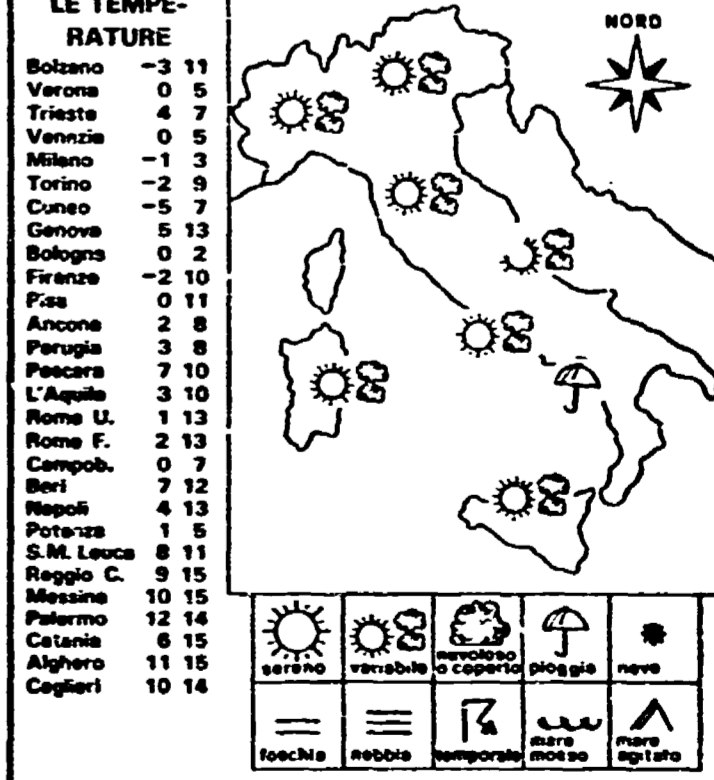 LE TEMPE-
RATURE
Bolzano -3 11
Verona 0 5
Trieste 4 7
Venezia 0 5
Milano -1 3
Torino -2 9
Cuneo -5 7
Genova 5 13
Bologna 0 2
Firenze -2 10
Pisa 0 11
Ancona 2 8
Perugia 3 8
Pescara 7 10
L'Aquila 3 10
Roma U. 1 13
Roma F. 2 13
Campob. 0 7
Bari 7 12
Napoli 4 13
Potenza 1 5
S.M. Leuca 8 11
Reggio C. 9 15
Messina 10 15
Palermo 12 14
Catania 6 15
Alghero 11 15
Cagliari 10 14
NORD
sereno
variabile
nuvoloso
o coperto
pioggia
neve
foschia
nebbia
temporale
mare
mosso
mare
agitato